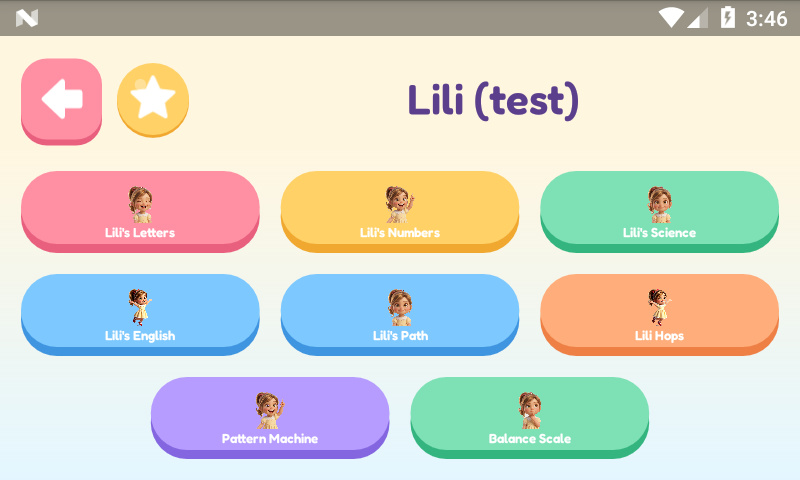 3:46
Lili (test)
Lili's Letters
Lili's Numbers
Lili's Science
Lili's English
Lili's Path
Lili Hops
Pattern Machine
Balance Scale